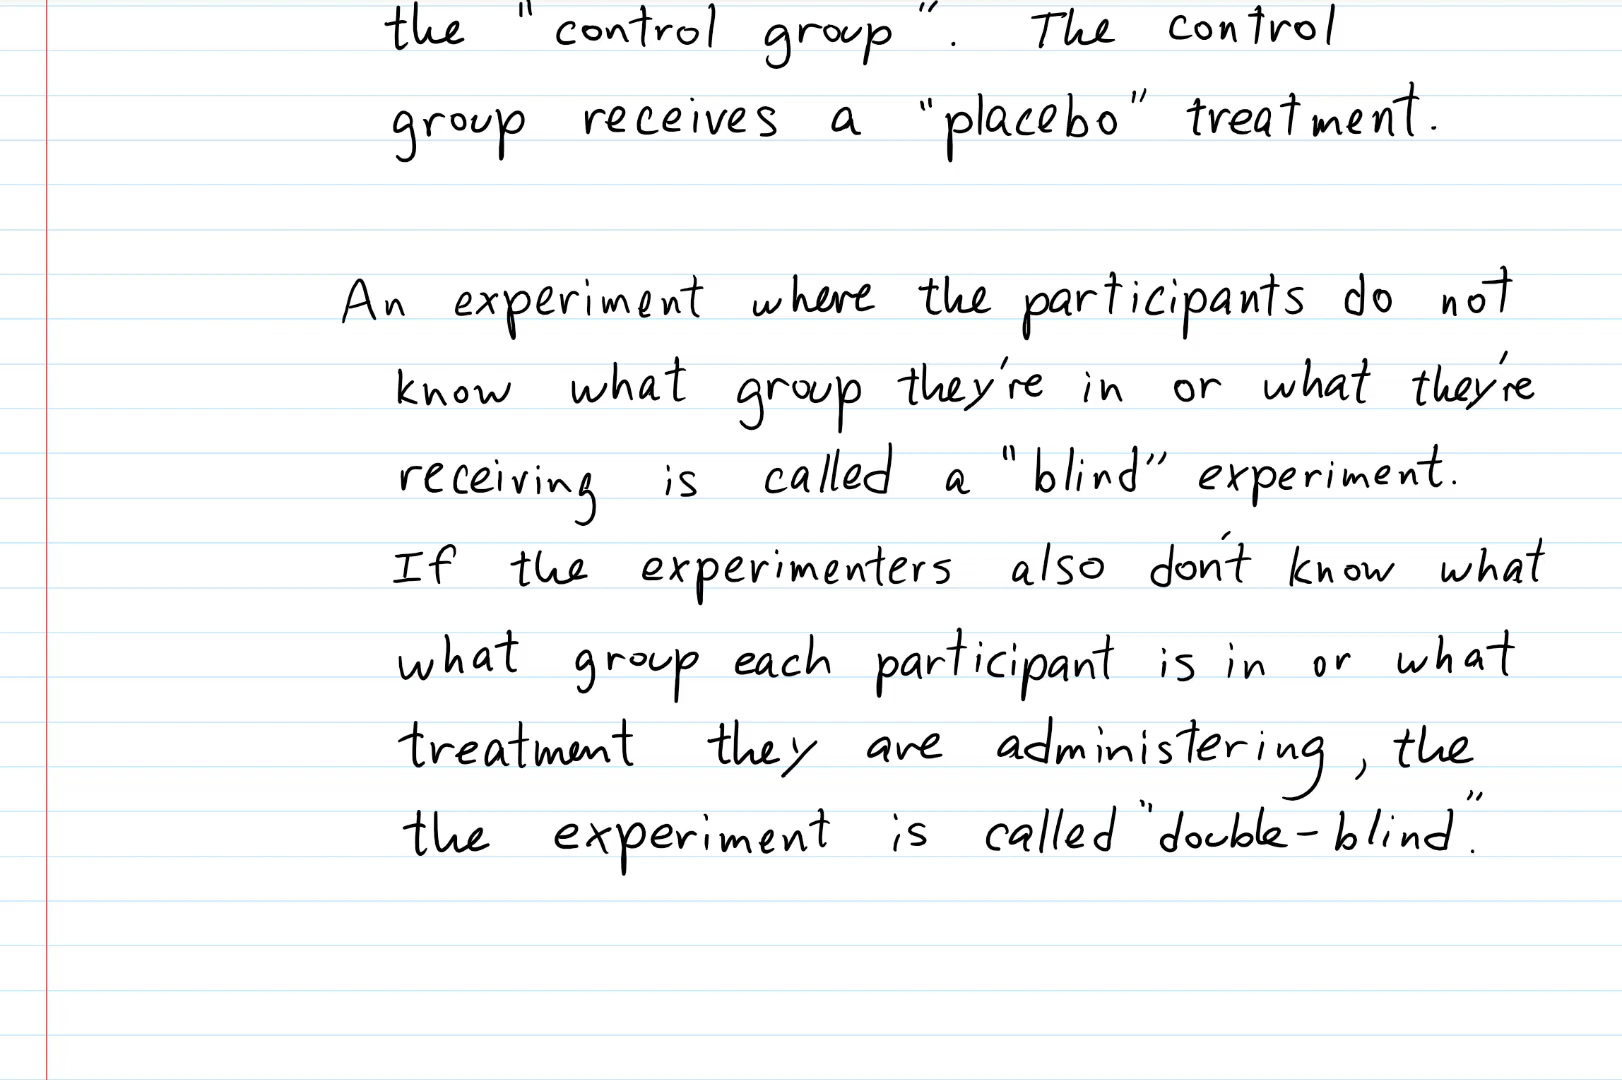 the "control group". The control
group receives a "placebo" treatment.
An experiment where the participants do not
know what group they're in or what they're
receiving is called a "blind" experiment.
If the experimenters also don't know what
what group each participant is in or what
treatment they are administering, the
the experiment is called "double-blind".